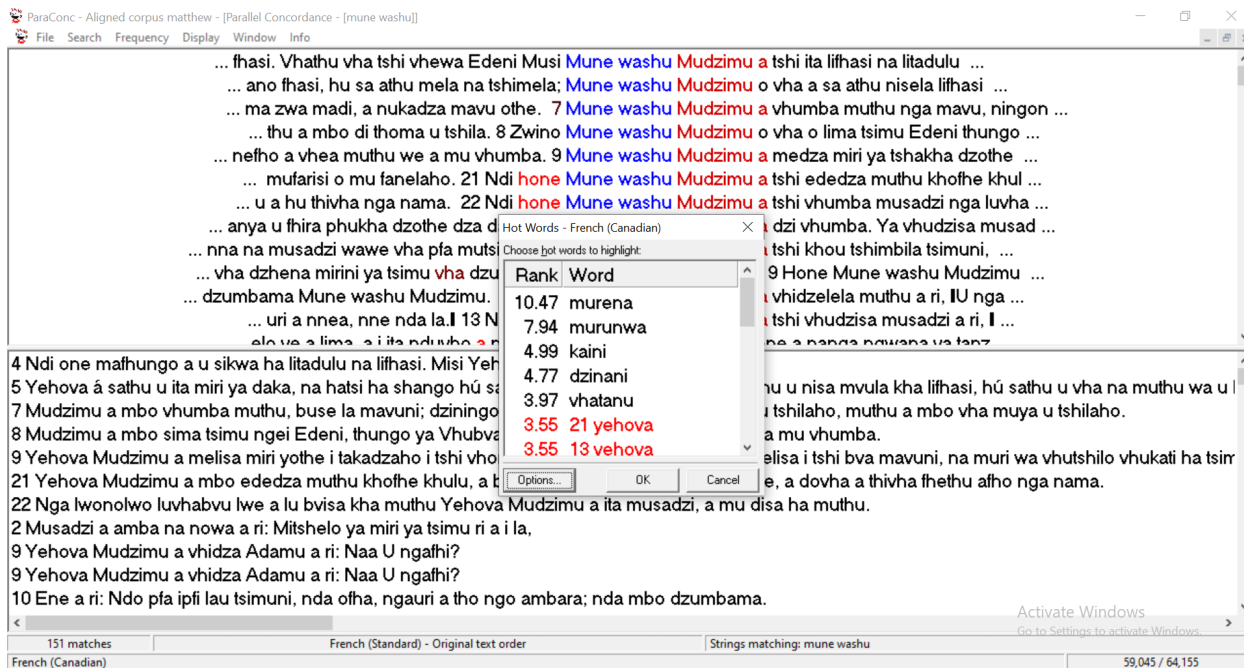 ParaConc - Aligned corpus matthew - [Parallel Concordance - [mune washu]]
File Search Frequency Display Window Info
... fhasi. Vhathu vha tshi vhewa Edeni Musi Mune washu Mudzimu a tshi ita lifhasi na litadulu ...
... ano fhasi, hu sa athu mela na tshimela; Mune washu Mudzimu o vha a sa athu nisela lifhasi ...
... ma zwa madi, a nukadza mavu othe. 7 Mune washu Mudzimu a vhumba muthu nga mavu, ningon ...
... thu a mbo di thoma u tshila. 8 Zwino Mune washu Mudzimu o vha o lima tsimu Edeni thungo ...
... nefho a vhea muthu we a mu vhumba. 9 Mune washu Mudzimu a medza miri ya tshakha dzothe ...
... mufarisi o mu fanelaho. 21 Ndi hone Mune washu Mudzimu a tshi ededza muthu khofhe khul ...
... u a hu thivha nga nama. 22 Ndi hone Mune washu Mudzimu a tshi vhumba musadzi nga luvha ...
... anya u fhira phukha dzothe dza d
dzi vhumba. Ya vhudzisa musad ...
... nna na musadzi wawe vha pfa mutsi
tshi khou tshimbila tsimuni, ...
... vha dzhena mirini ya tsimu vha dzu
9 Hone Mune washu Mudzimu ...
... dzumbama Mune washu Mudzimu.
vhidzelela muthu a ri, IU nga ...
... uri a nnea, nne nda la.I 13 N
tshi vhudzisa musadzi a ri, I ...
Hot Words - French (Canadian)
Choose hot words to highlight:
Rank Word
10.47 murena
7.94 murunwa
4.99 kaini
4.77 dzinani
3.97 vhatanu
3.55 21 yehova
3.55 13 yehova
Options... OK Cancel
4 Ndi one mafhungo a u sikwa ha litadulu na lifhasi. Misi Yeh
5 Yehova á sathu u ita miri ya daka, na hatsi ha shango hú sa
u nisa mvula kha lifhasi, hú sathu u vha na muthu wa u l
7 Mudzimu a mbo vhumba muthu, buse la mavuni; dziningo
tshilaho, muthu a mbo vha muya u tshilaho.
8 Mudzimu a mbo sima tsimu ngei Edeni, thungo ya Vhubva
a mu vhumba.
9 Yehova Mudzimu a melisa miri yothe i takadzaho i tshi vho
elisa i tshi bva mavuni, na muri wa vhutshilo vhukati ha tsim
21 Yehova Mudzimu a mbo ededza muthu khofhe khulu, a b
e, a dovha a thivha fhethu afho nga nama.
22 Nga lwonolwo luvhabvu lwe a lu bvisa kha muthu Yehova Mudzimu a ita musadzi, a mu disa ha muthu.
2 Musadzi a amba na nowa a ri: Mitshelo ya miri ya tsimu ri a i la,
9 Yehova Mudzimu a vhidza Adamu a ri: Naa U ngafhi?
9 Yehova Mudzimu a vhidza Adamu a ri: Naa U ngafhi?
10 Ene a ri: Ndo pfa ipfi lau tsimuni, nda ofha, ngauri a tho ngo ambara; nda mbo dzumbama.
Activate Windows
Go to Settings to activate Windows.
151 matches French (Standard) - Original text order Strings matching: mune washu
French (Canadian) 59,045 / 64,155